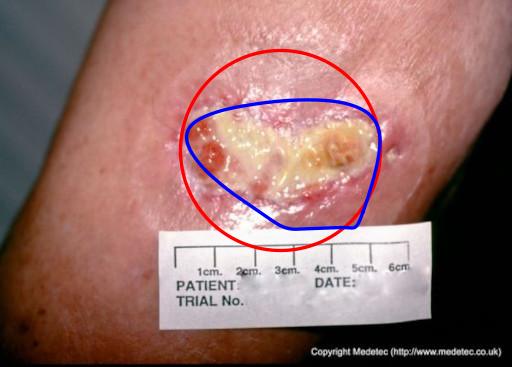 1cm. 2cm. 3cm. 4cm. 5cm. 6cm
PATIENT. DATE:
TRIAL No.
Copyright Medetec (http://www.medetec.co.uk)